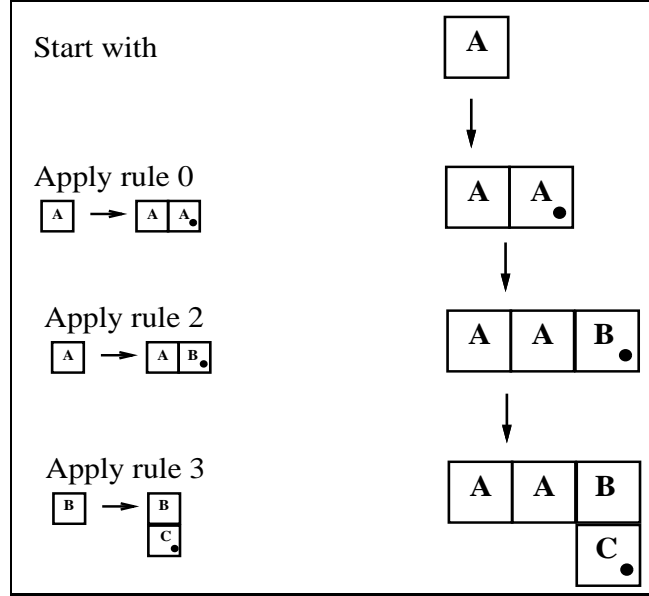 Start with
A
Apply rule 0
A A A
A A
Apply rule 2
A A B
A A B
Apply rule 3
B B
C
A A B
C